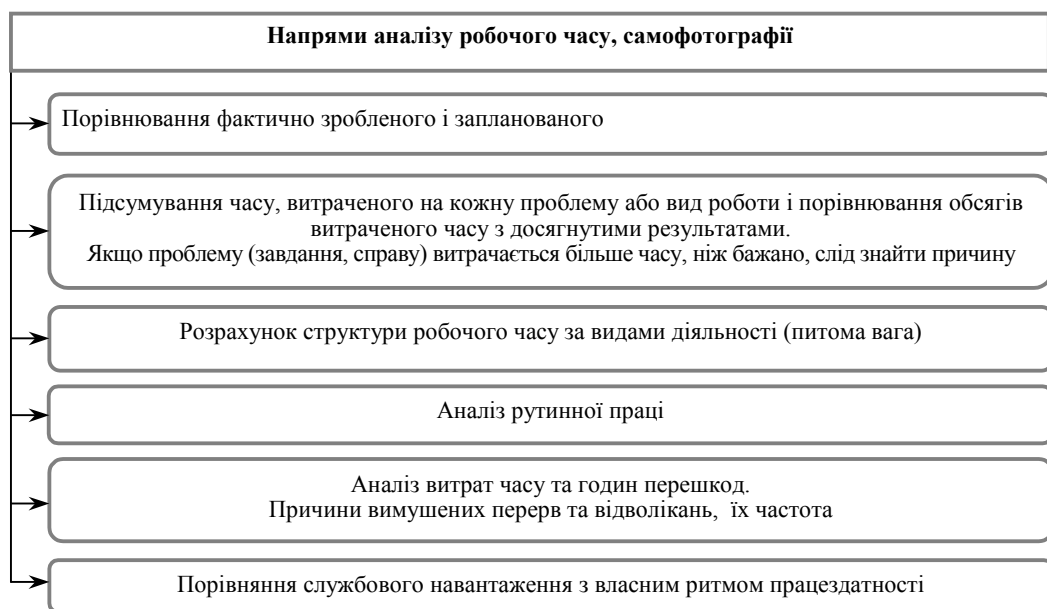 Напрями аналізу робочого часу, самофотографії
Порівнювання фактично зробленого і запланованого
Підсумування часу, витраченого на кожну проблему або вид роботи і порівнювання обсягів
витраченого часу з досягнутими результатами.
Якщо проблему (завдання, справу) витрачається більше часу, ніж бажано, слід знайти причину
Розрахунок структури робочого часу за видами діяльності (питома вага)
Аналіз рутинної праці
Аналіз витрат часу та годин перешкод.
Причини вимушених перерв та відволікань, їх частота
Порівняння службового навантаження з власним ритмом працездатності